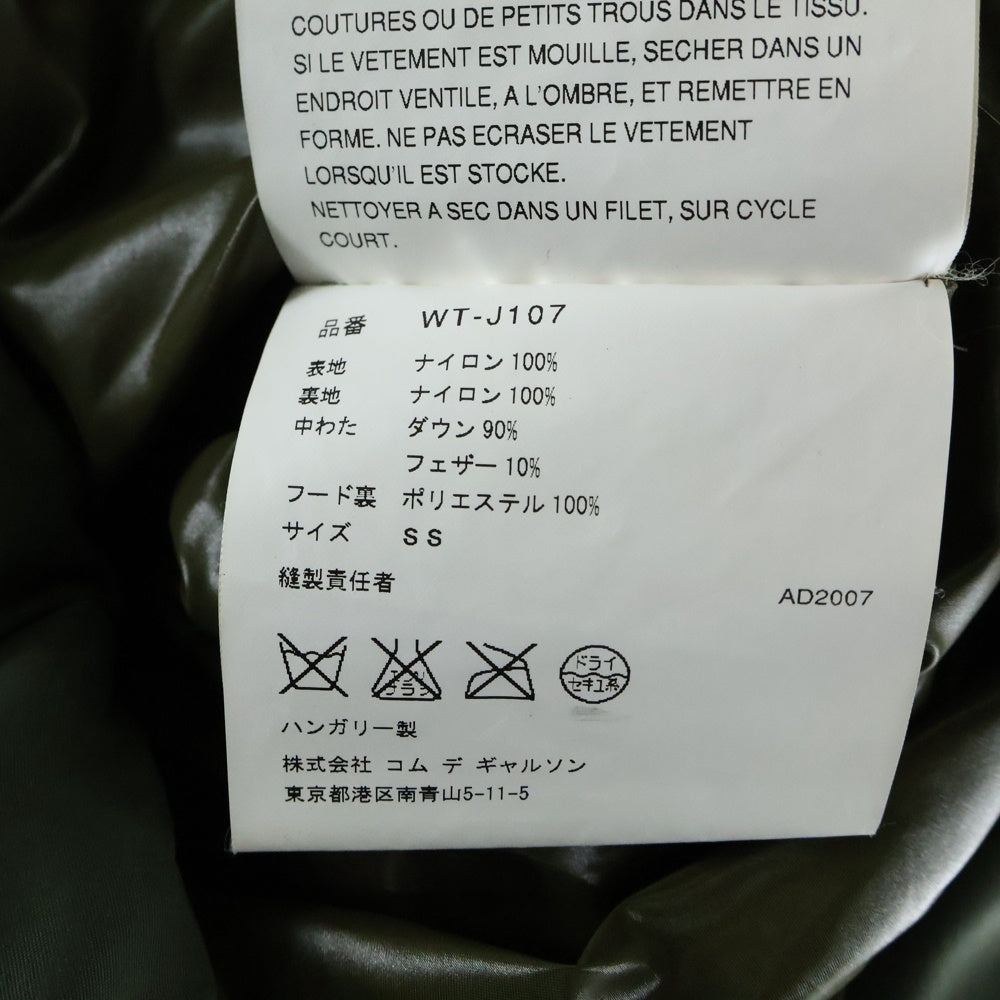 COUTURES OU DE PETITS TROUS DANS LE TISSU.
SI LE VETEMENT EST MOUILLE, SECHER DANS UN
ENDROIT VENTILE, A L'OMBRE, ET REMETTRE EN
FORME. NE PAS ECRASER LE VETEMENT
LORSQU'IL EST STOCKE.
NETTOYER A SEC DANS UN FILET, SUR CYCLE
COURT.
品番 WT-J107
表地 ナイロン 100%
裏地 ナイロン 100%
中わた ダウン 90%
フェザー 10%
フード裏 ポリエステル 100%
サイズ SS
縫製責任者
AD2007
エンソ
サラシ
ドライ
セキユ系
ハンガリー製
株式会社 コム デ ギャルソン
東京都港区南青山5-11-5